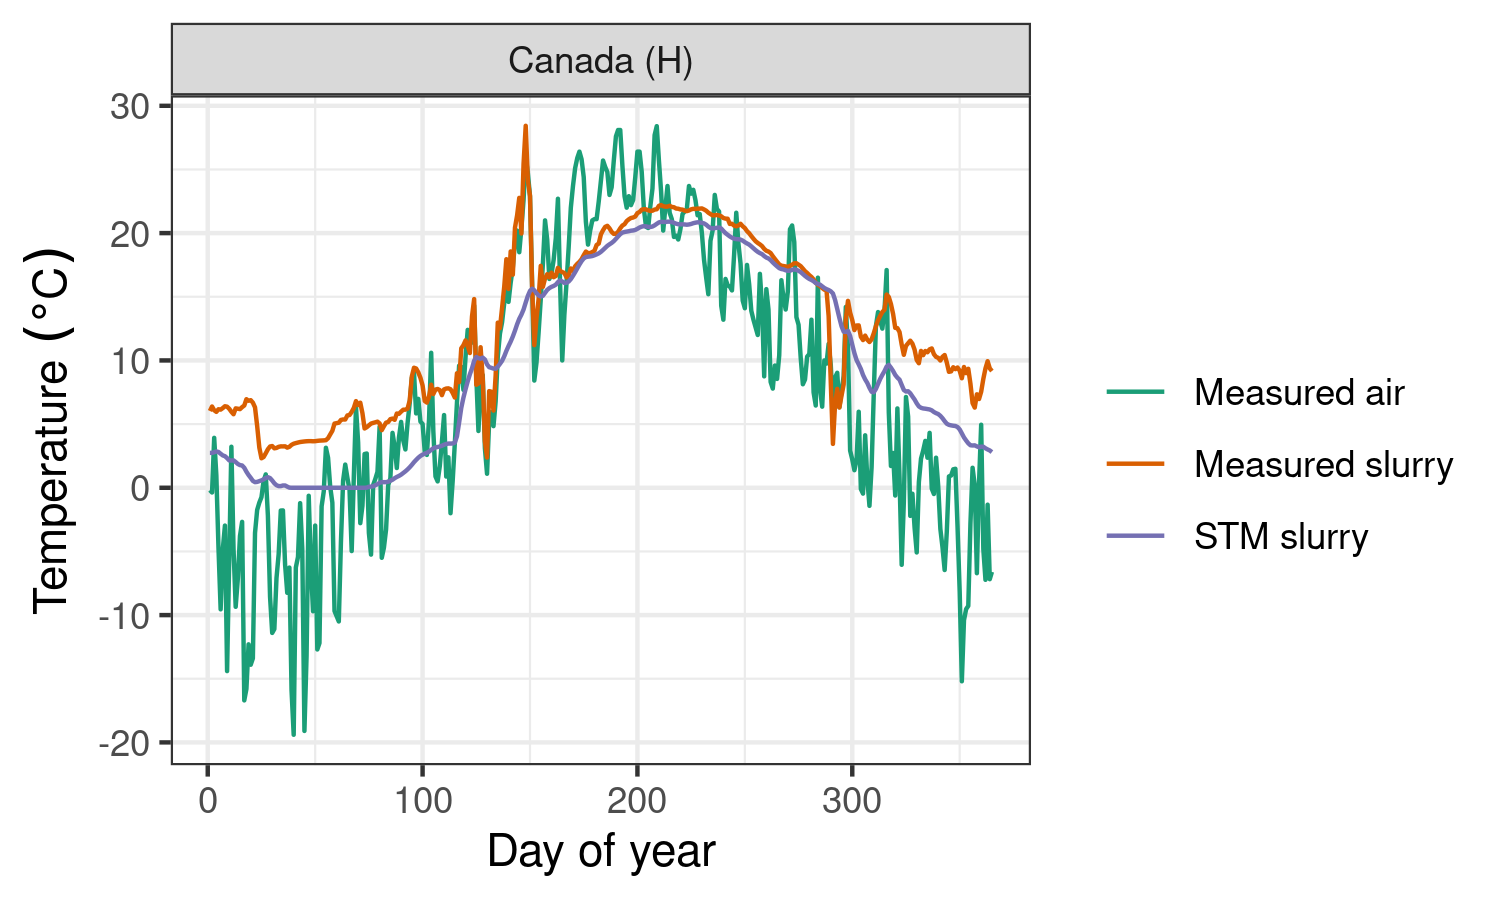 Canada (H)
30
20
10
0
-10
-20
0
100
200
300
Day of year
Temperature (°C)
Measured air
Measured slurry
STM slurry